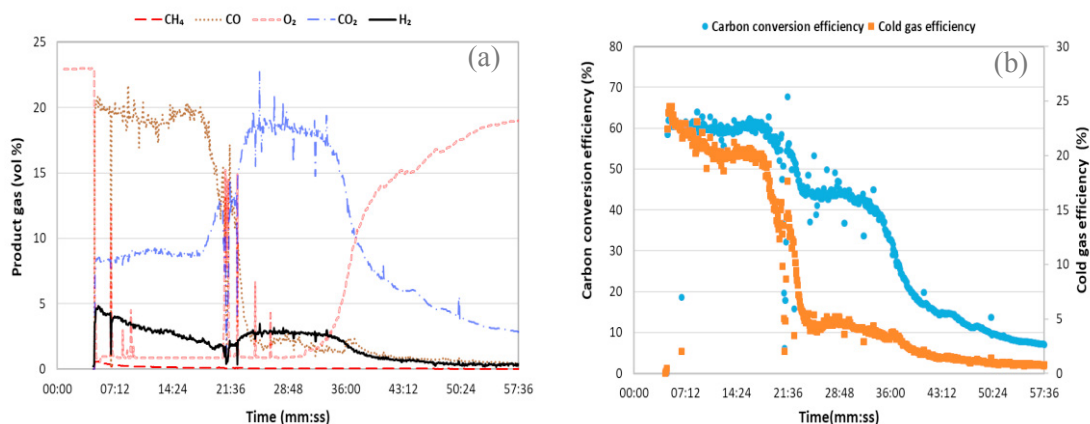 CH₄ CO O₂ CO₂ H₂
(a)
Product gas (vol %)
25
20
15
10
5
0
00:00 07:12 14:24 21:36 28:48 36:00 43:12 50:24 57:36
Time (mm:ss)
Carbon conversion efficiency Cold gas efficiency
(b)
Carbon conversion efficiency (%)
80
70
60
50
40
30
20
10
0
Cold gas efficiency (%)
30
25
20
15
10
5
0
00:00 07:12 14:24 21:36 28:48 36:00 43:12 50:24 57:36
Time(mm:ss)